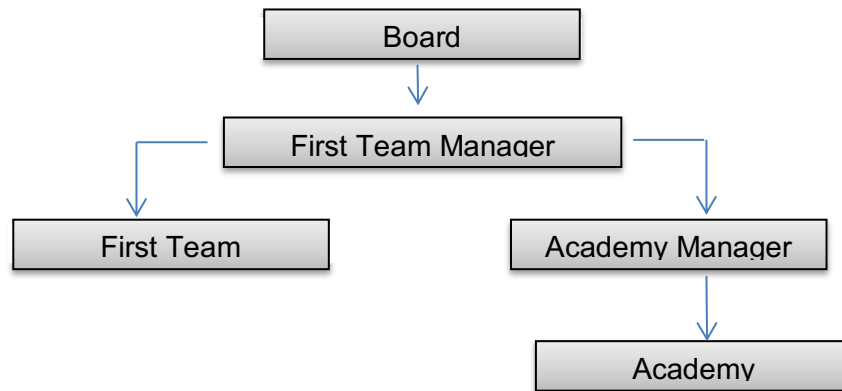 Board
First Team Manager
First Team
Academy Manager
Academy